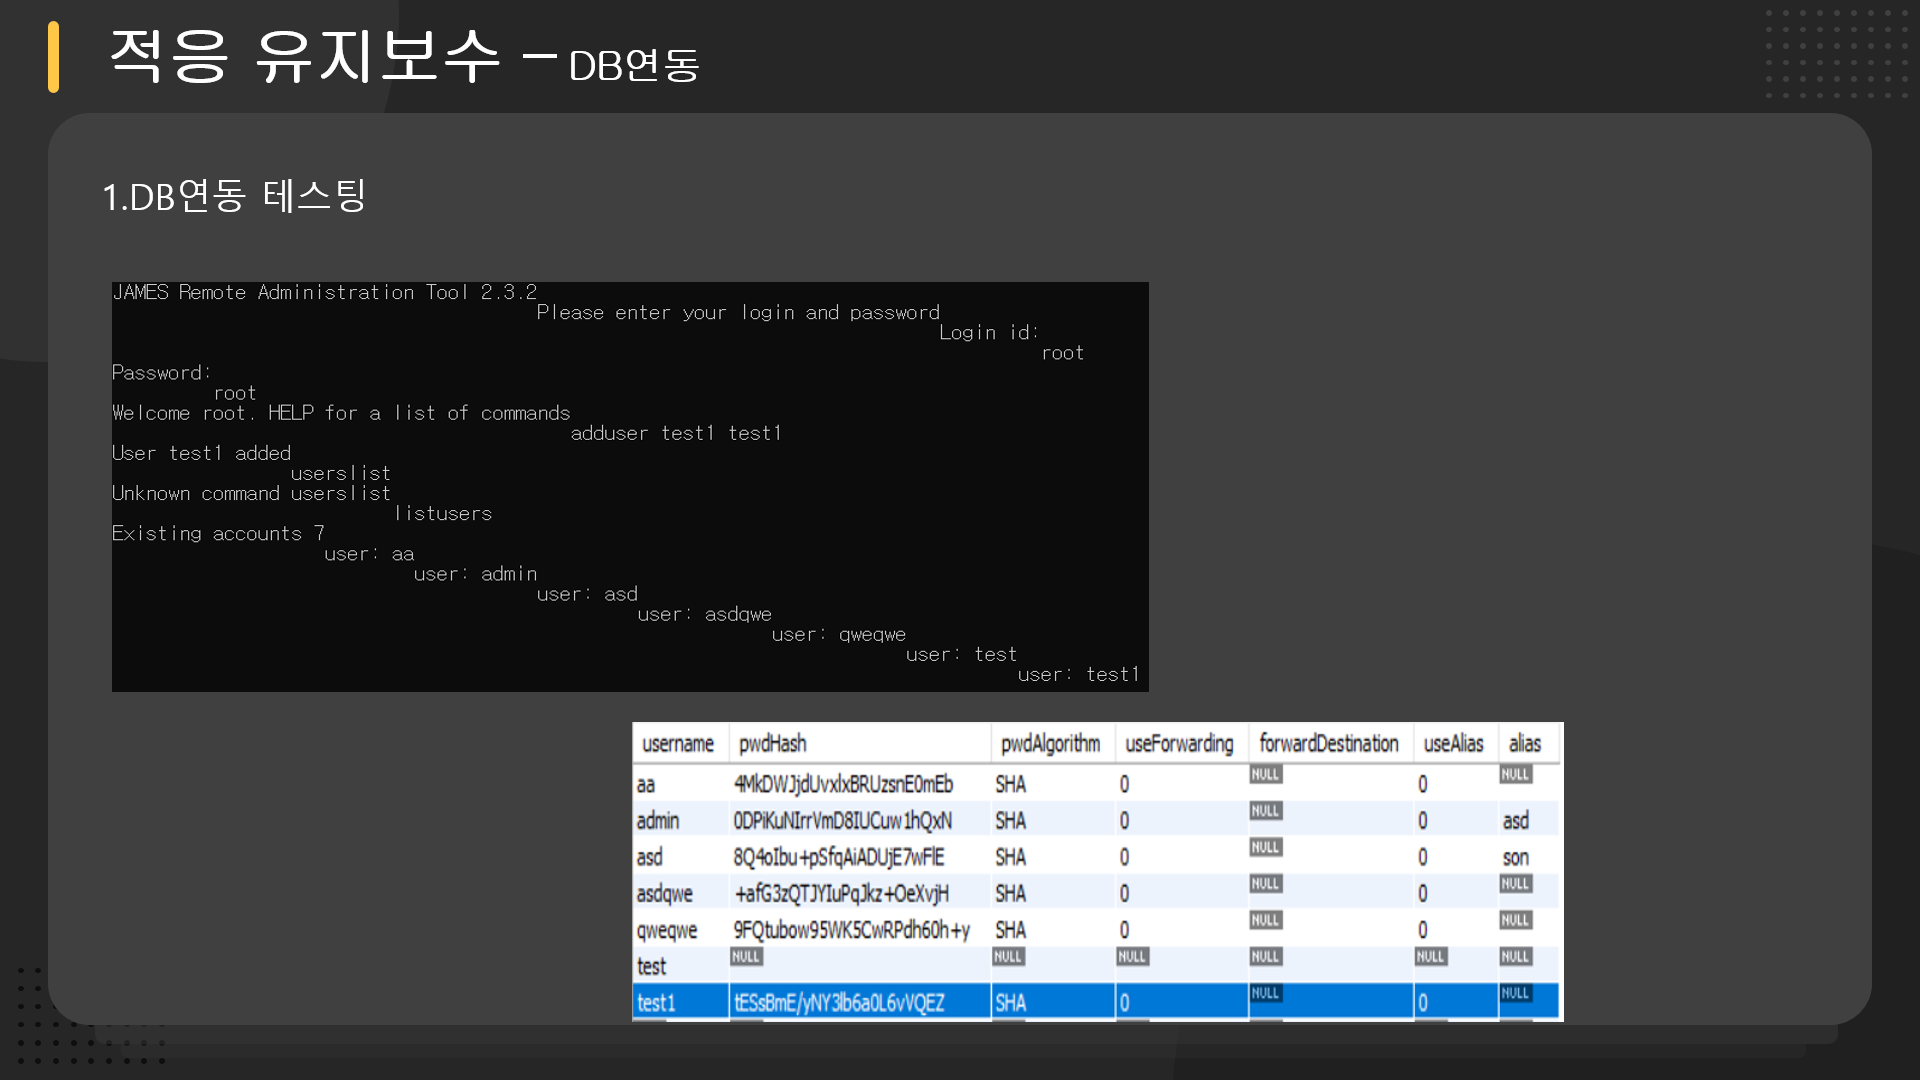 적응 유지보수 – DB연동
1.DB연동 테스팅
JAMES Remote Administration Tool 2.3.2
Please enter your login and password
Login id:
root
Password:
root
Welcome root. HELP for a list of commands
adduser test1 test1
User test1 added
userslist
Unknown command userslist
listusers
Existing accounts 7
user: aa
user: admin
user: asd
user: asdqwe
user: qweqwe
user: test
user: test1
username pwdHash pwdAlgorithm useForwarding forwardDestination useAlias alias
aa 4MkDWJjdUvxlxBRUzsnE0mEb SHA 0 NULL 0 NULL
admin 0DPiKuNIrrVmD8IUCuw1hQxN SHA 0 NULL 0 asd
asd 8Q4oIbu+pSfqAiADUjE7wFlE SHA 0 NULL 0 son
asdqwe +afG3zQTJYIuPqJkz+OeXvjH SHA 0 NULL 0 NULL
qweqwe 9FQtubow95WK5CwRPdh60h+y SHA 0 NULL 0 NULL
test NULL NULL NULL NULL NULL NULL
test1 tESsBmE/yNY3lb6a0L6vVQEZ SHA 0 NULL 0 NULL